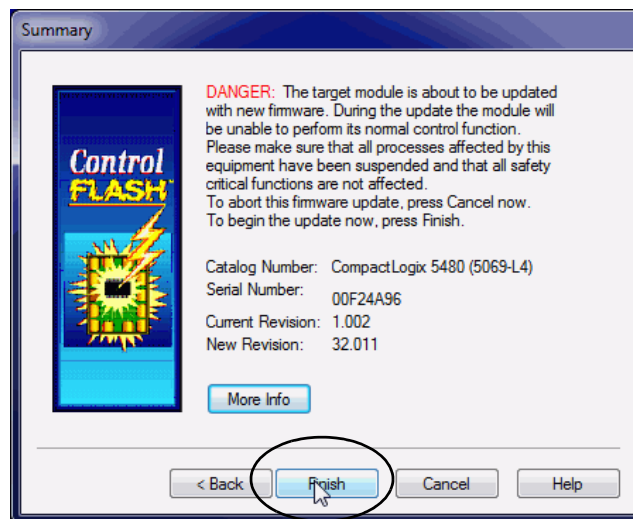 Summary
Control
FLASH
DANGER: The target module is about to be updated
with new firmware. During the update the module will
be unable to perform its normal control function.
Please make sure that all processes affected by this
equipment have been suspended and that all safety
critical functions are not affected.
To abort this firmware update, press Cancel now.
To begin the update now, press Finish.
Catalog Number: CompactLogix 5480 (5069-L4)
Serial Number: 00F24A96
Current Revision: 1.002
New Revision: 32.011
More Info
< Back Finish Cancel Help